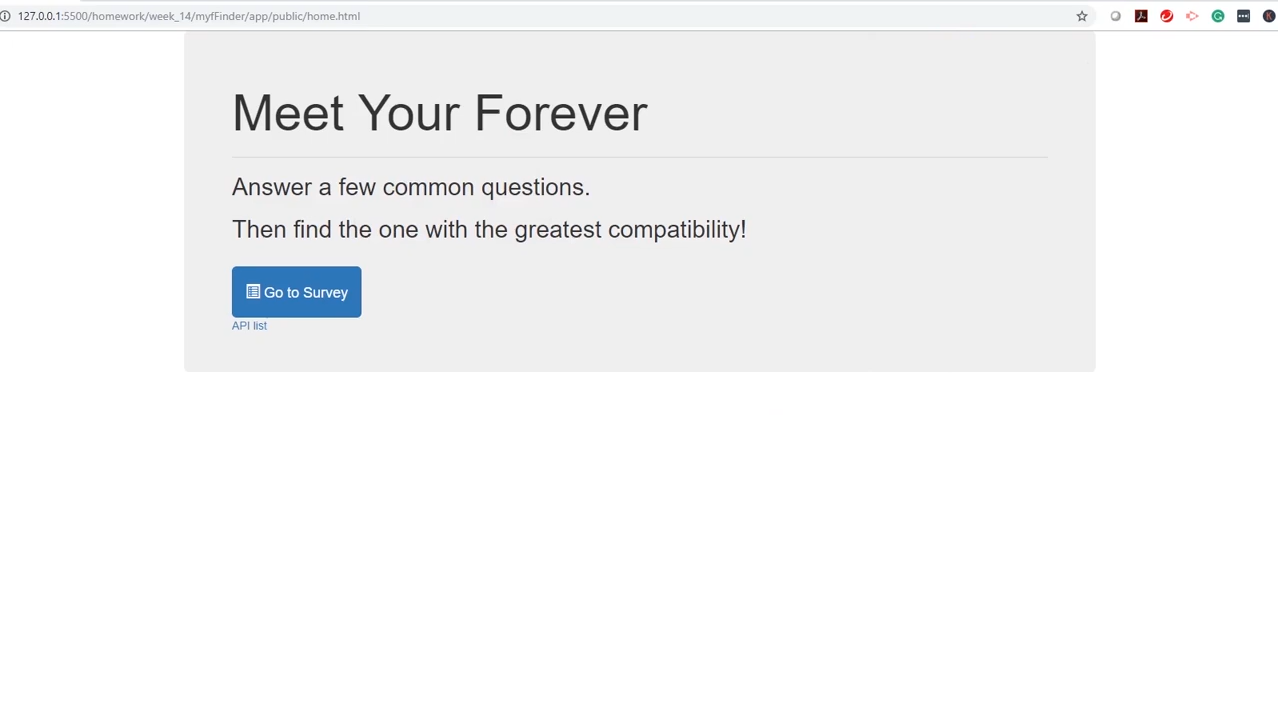 127.0.0.1:5500/homework/week_14/myfFinder/app/public/home.html
Meet Your Forever
Answer a few common questions.
Then find the one with the greatest compatibility!
Go to Survey
API list